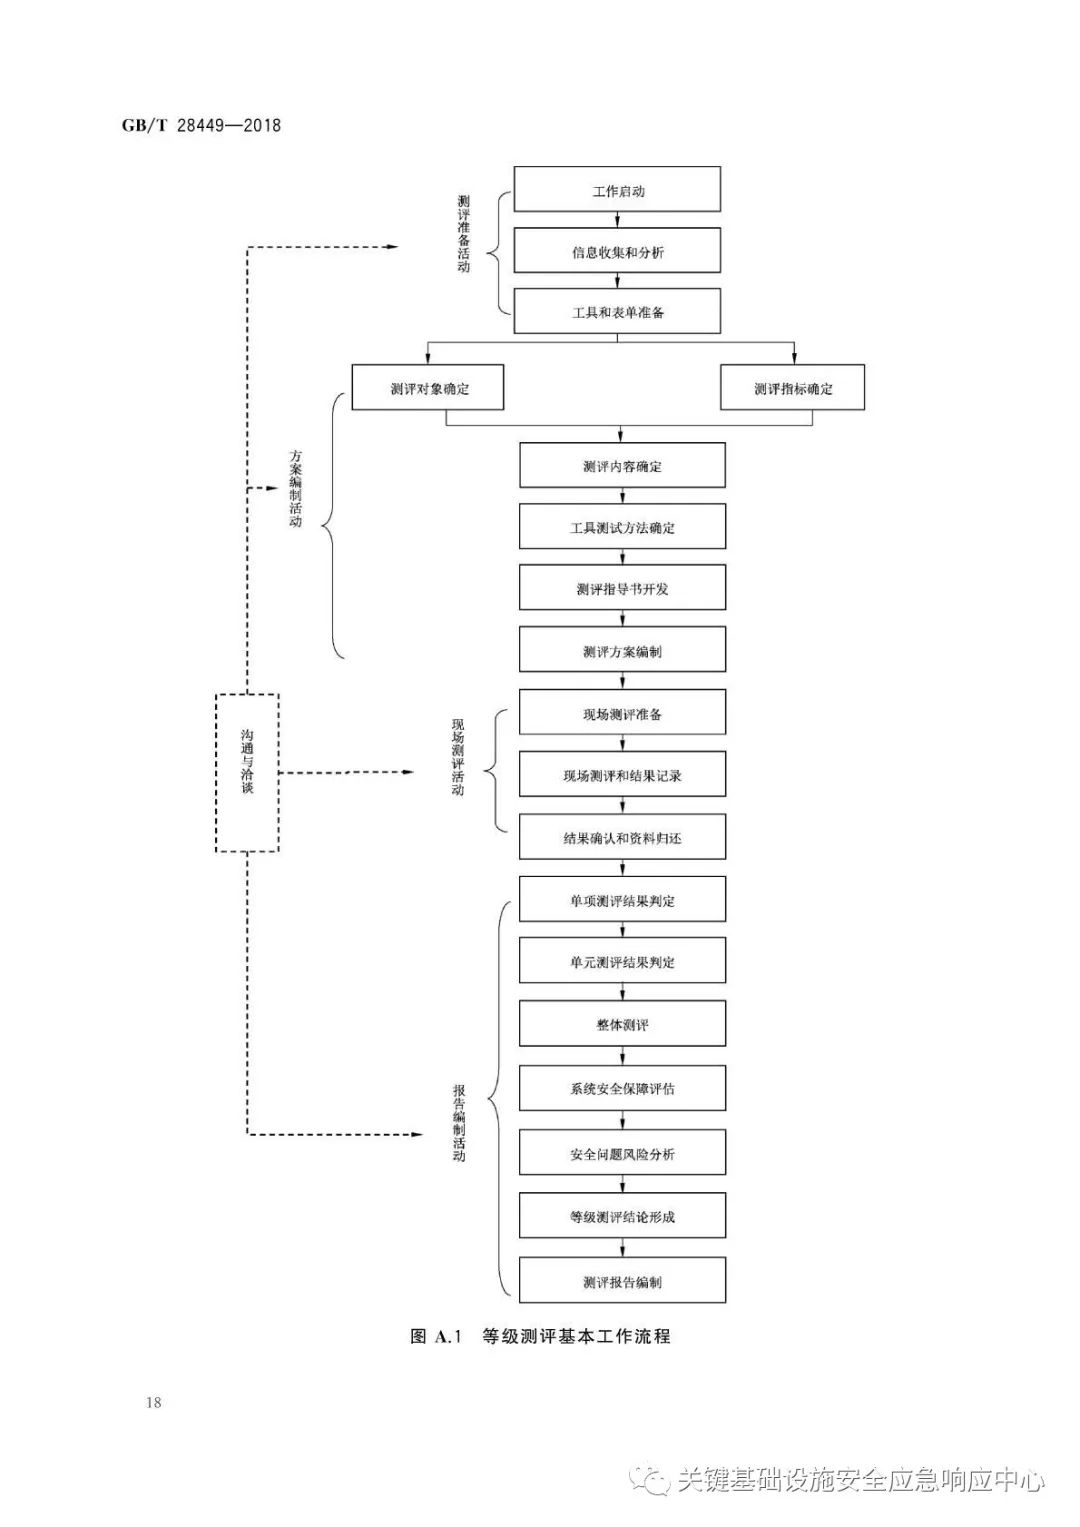 GB/T 28449—2018
工作启动
测评准备活动
信息收集和分析
工具和表单准备
测评对象确定
测评指标确定
方案编制活动
测评内容确定
工具测试方法确定
测评指导书开发
测评方案编制
沟通与洽谈
现场测评活动
现场测评准备
现场测评和结果记录
结果确认和资料归还
单项测评结果判定
单元测评结果判定
整体测评
报告编制活动
系统安全保障评估
安全问题风险分析
等级测评结论形成
测评报告编制
图 A.1 等级测评基本工作流程
18
关键基础设施安全应急响应中心